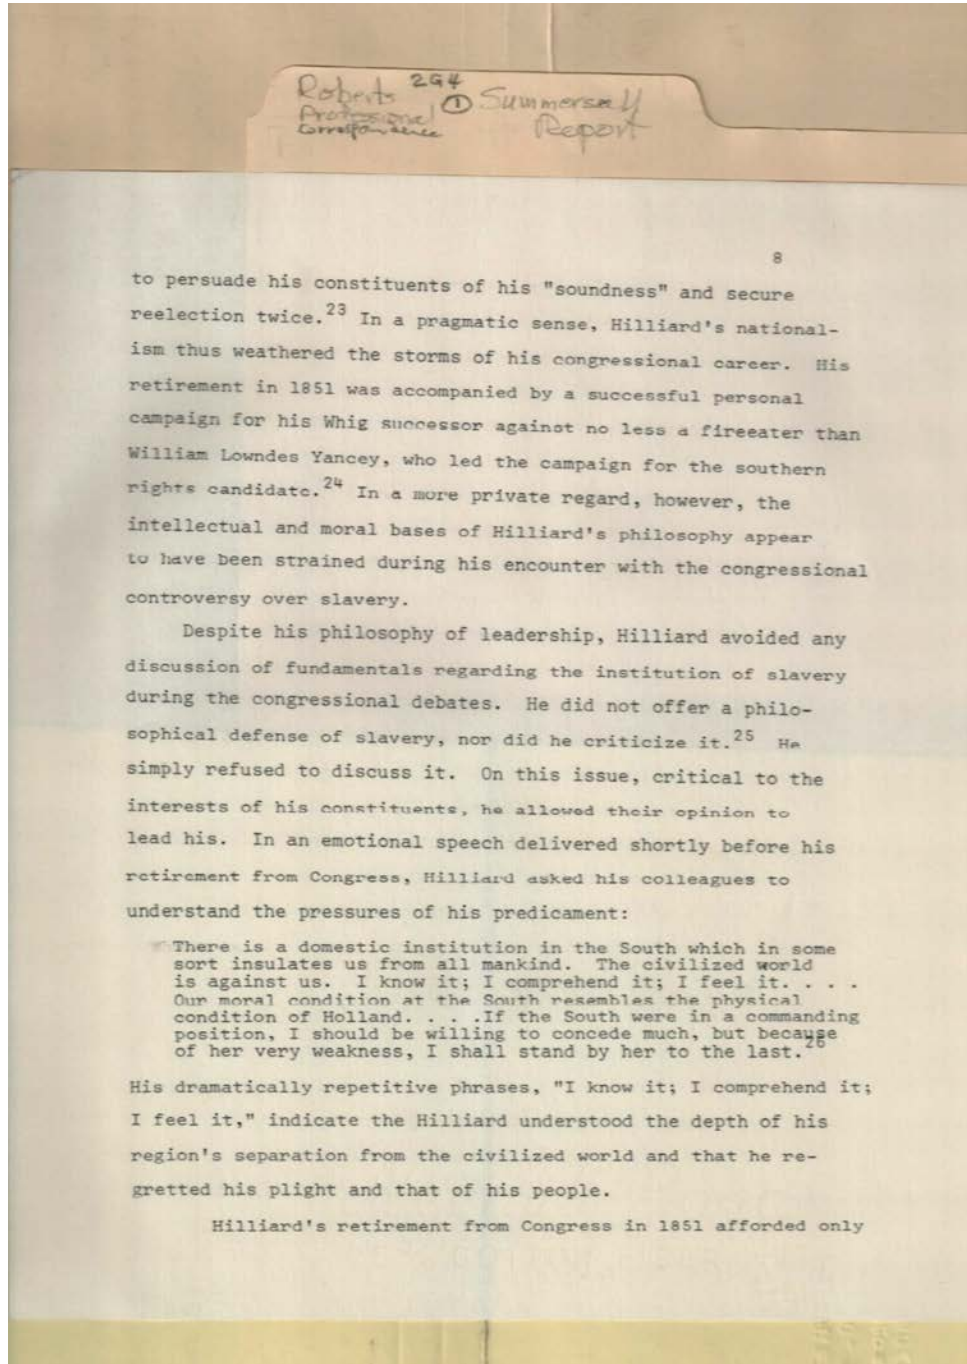 Roberts 2G4 ① Summersell
Professional Report
Correspondence
8
to persuade his constituents of his "soundness" and secure
reelection twice.23 In a pragmatic sense, Hilliard's national-
ism thus weathered the storms of his congressional career. His
retirement in 1851 was accompanied by a successful personal
campaign for his Whig successor against no less a fireeater than
William Lowndes Yancey, who led the campaign for the southern
rights candidate.24 In a more private regard, however, the
intellectual and moral bases of Hilliard's philosophy appear
to have been strained during his encounter with the congressional
controversy over slavery.
Despite his philosophy of leadership, Hilliard avoided any
discussion of fundamentals regarding the institution of slavery
during the congressional debates. He did not offer a philo-
sophical defense of slavery, nor did he criticize it.25 He
simply refused to discuss it. On this issue, critical to the
interests of his constituents, he allowed their opinion to
lead his. In an emotional speech delivered shortly before his
retirement from Congress, Hilliard asked his colleagues to
understand the pressures of his predicament:
There is a domestic institution in the South which in some
sort insulates us from all mankind. The civilized world
is against us. I know it; I comprehend it; I feel it. . . .
Our moral condition at the South resembles the physical
condition of Holland. . . .If the South were in a commanding
position, I should be willing to concede much, but because
of her very weakness, I shall stand by her to the last.26
His dramatically repetitive phrases, "I know it; I comprehend it;
I feel it," indicate the Hilliard understood the depth of his
region's separation from the civilized world and that he re-
gretted his plight and that of his people.
Hilliard's retirement from Congress in 1851 afforded only